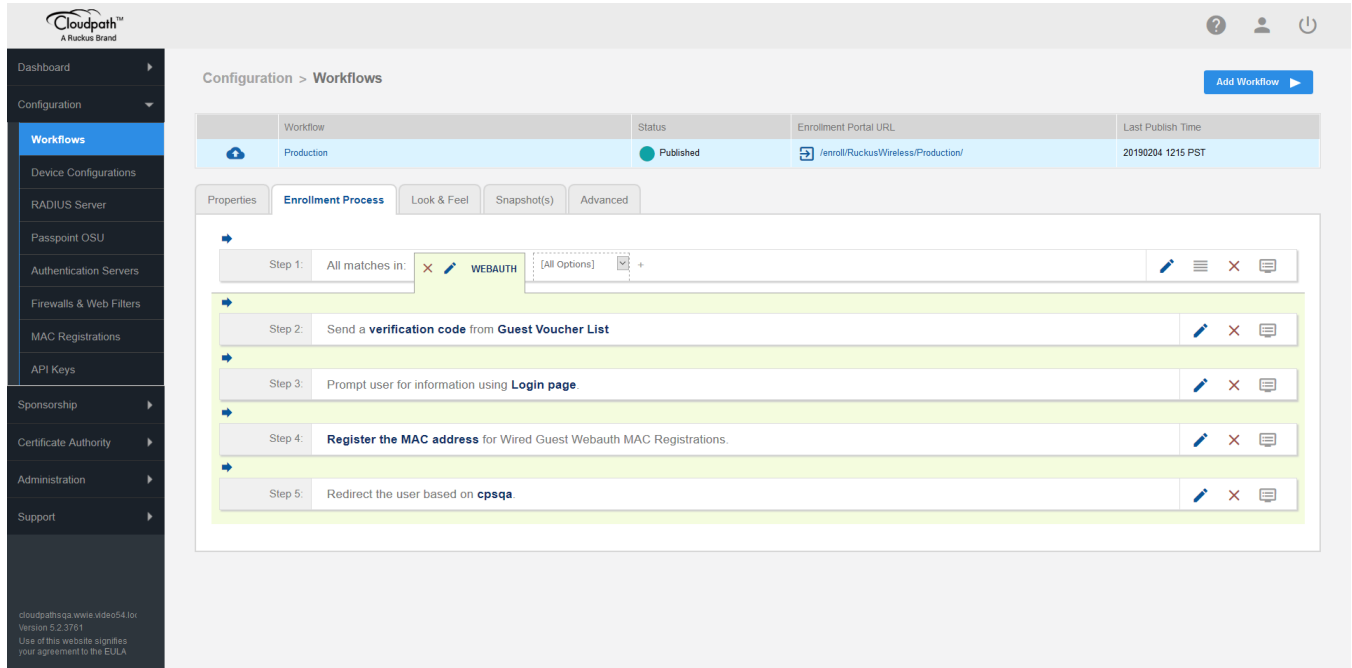 Cloudpath™
A Ruckus Brand
Dashboard
Configuration
Workflows
Device Configurations
RADIUS Server
Passpoint OSU
Authentication Servers
Firewalls & Web Filters
MAC Registrations
API Keys
Sponsorship
Certificate Authority
Administration
Support
cloudpathsqa.wwie.video54.loc
Version 5.2.3761
Use of this website signifies
your agreement to the EULA
Configuration > Workflows
Add Workflow
Workflow Status Enrollment Portal URL Last Publish Time
Production Published /enroll/RuckusWireless/Production/ 20190204 1215 PST
Properties Enrollment Process Look & Feel Snapshot(s) Advanced
Step 1: All matches in: WEBAUTH [All Options] +
Step 2: Send a verification code from Guest Voucher List
Step 3: Prompt user for information using Login page.
Step 4: Register the MAC address for Wired Guest Webauth MAC Registrations.
Step 5: Redirect the user based on cpsqa.